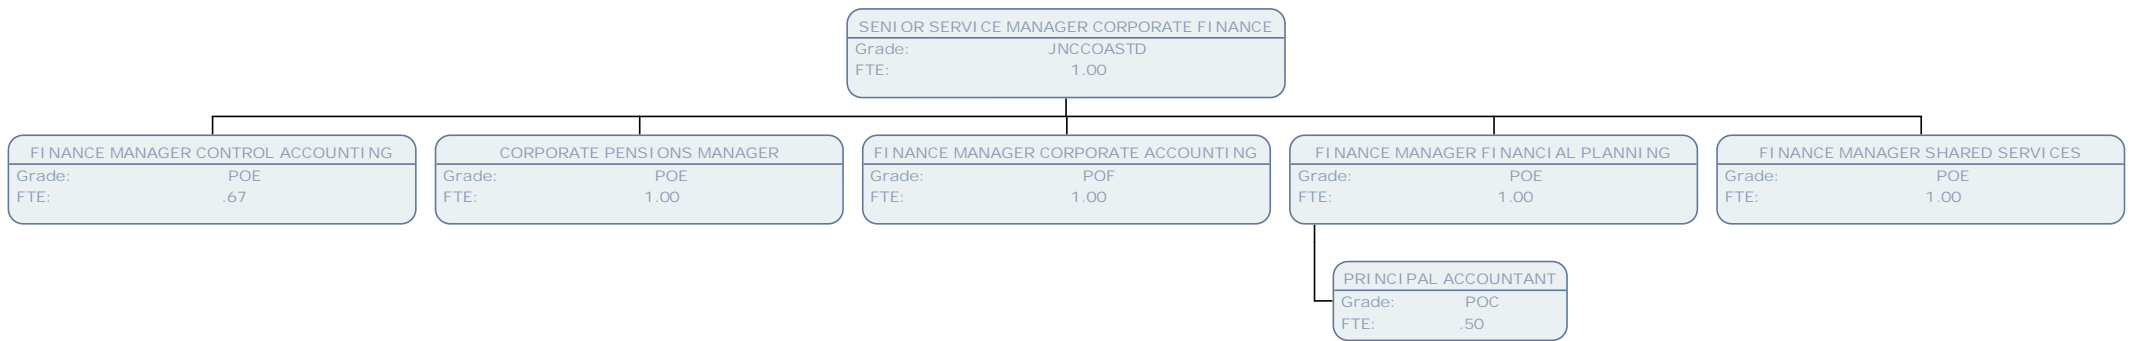 SENIOR SERVICE MANAGER CORPORATE FINANCE
Grade: JNCCOASTD
FTE: 1.00
FINANCE MANAGER CONTROL ACCOUNTING
Grade: POE
FTE: .67
CORPORATE PENSIONS MANAGER
Grade: POE
FTE: 1.00
FINANCE MANAGER CORPORATE ACCOUNTING
Grade: POF
FTE: 1.00
FINANCE MANAGER FINANCIAL PLANNING
Grade: POE
FTE: 1.00
FINANCE MANAGER SHARED SERVICES
Grade: POE
FTE: 1.00
PRINCIPAL ACCOUNTANT
Grade: POC
FTE: .50